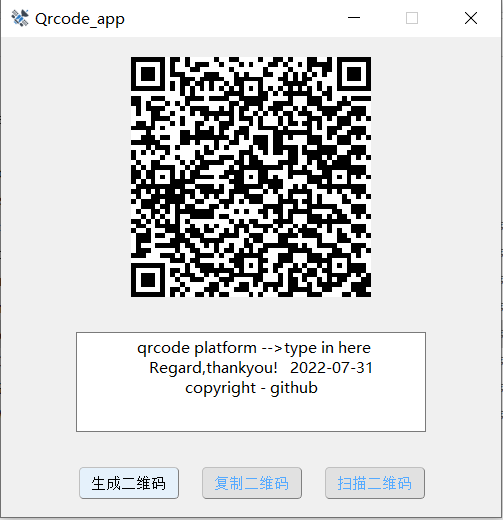 Qrcode_app
qrcode platform -->type in here
Regard,thankyou!   2022-07-31
copyright - github
生成二维码
复制二维码
扫描二维码